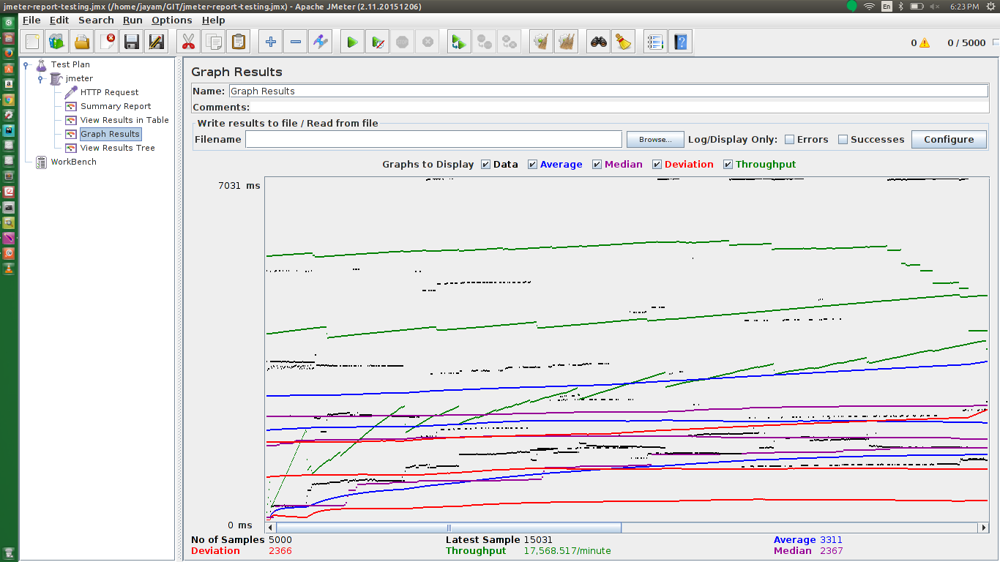 jmeter-report-testing.jmx (/home/jayam/GIT/jmeter-report-testing.jmx) - Apache JMeter (2.11.20151206) En 6:23 PM
File Edit Search Run Options Help
0 0 / 5000
Test Plan
jmeter
HTTP Request
Summary Report
View Results in Table
Graph Results
View Results Tree
WorkBench
Graph Results
Name: Graph Results
Comments:
Write results to file / Read from file
Filename Browse... Log/Display Only: Errors Successes Configure
Graphs to Display Data Average Median Deviation Throughput
7031 ms
0 ms
No of Samples 5000 Latest Sample 15031 Average 3311
Deviation 2366 Throughput 17,568.517/minute Median 2367